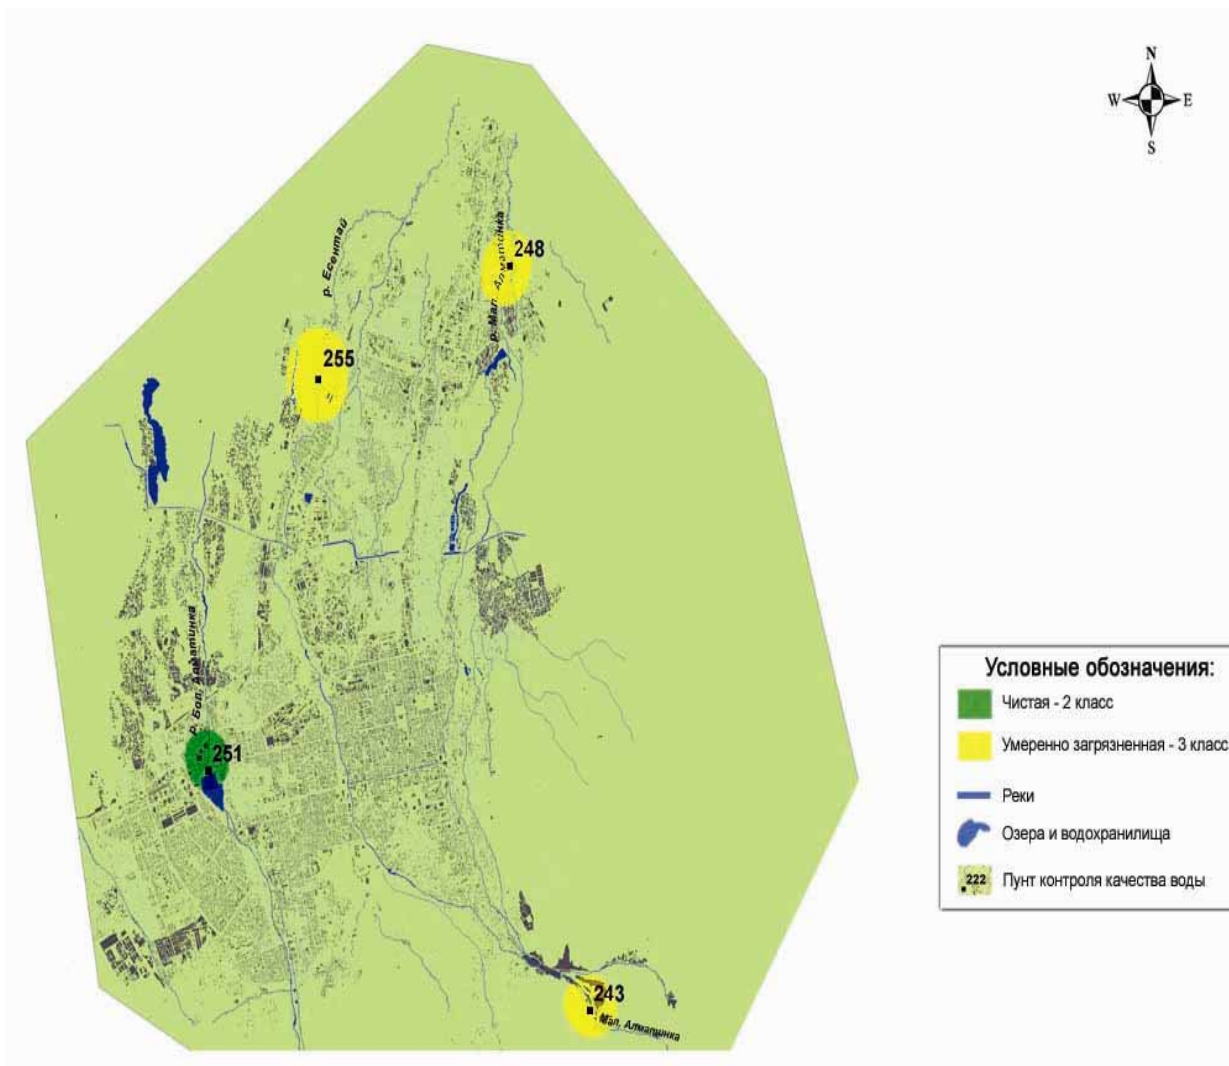 N
W E
S
р. Есентай
р. Мал. Алматинка
248
255
р. Бол. Алматинка
251
243
Мал. Алматинка
Условные обозначения:
Чистая - 2 класс
Умеренно загрязненная - 3 класс
Реки
Озера и водохранилища
222
Пунт контроля качества воды